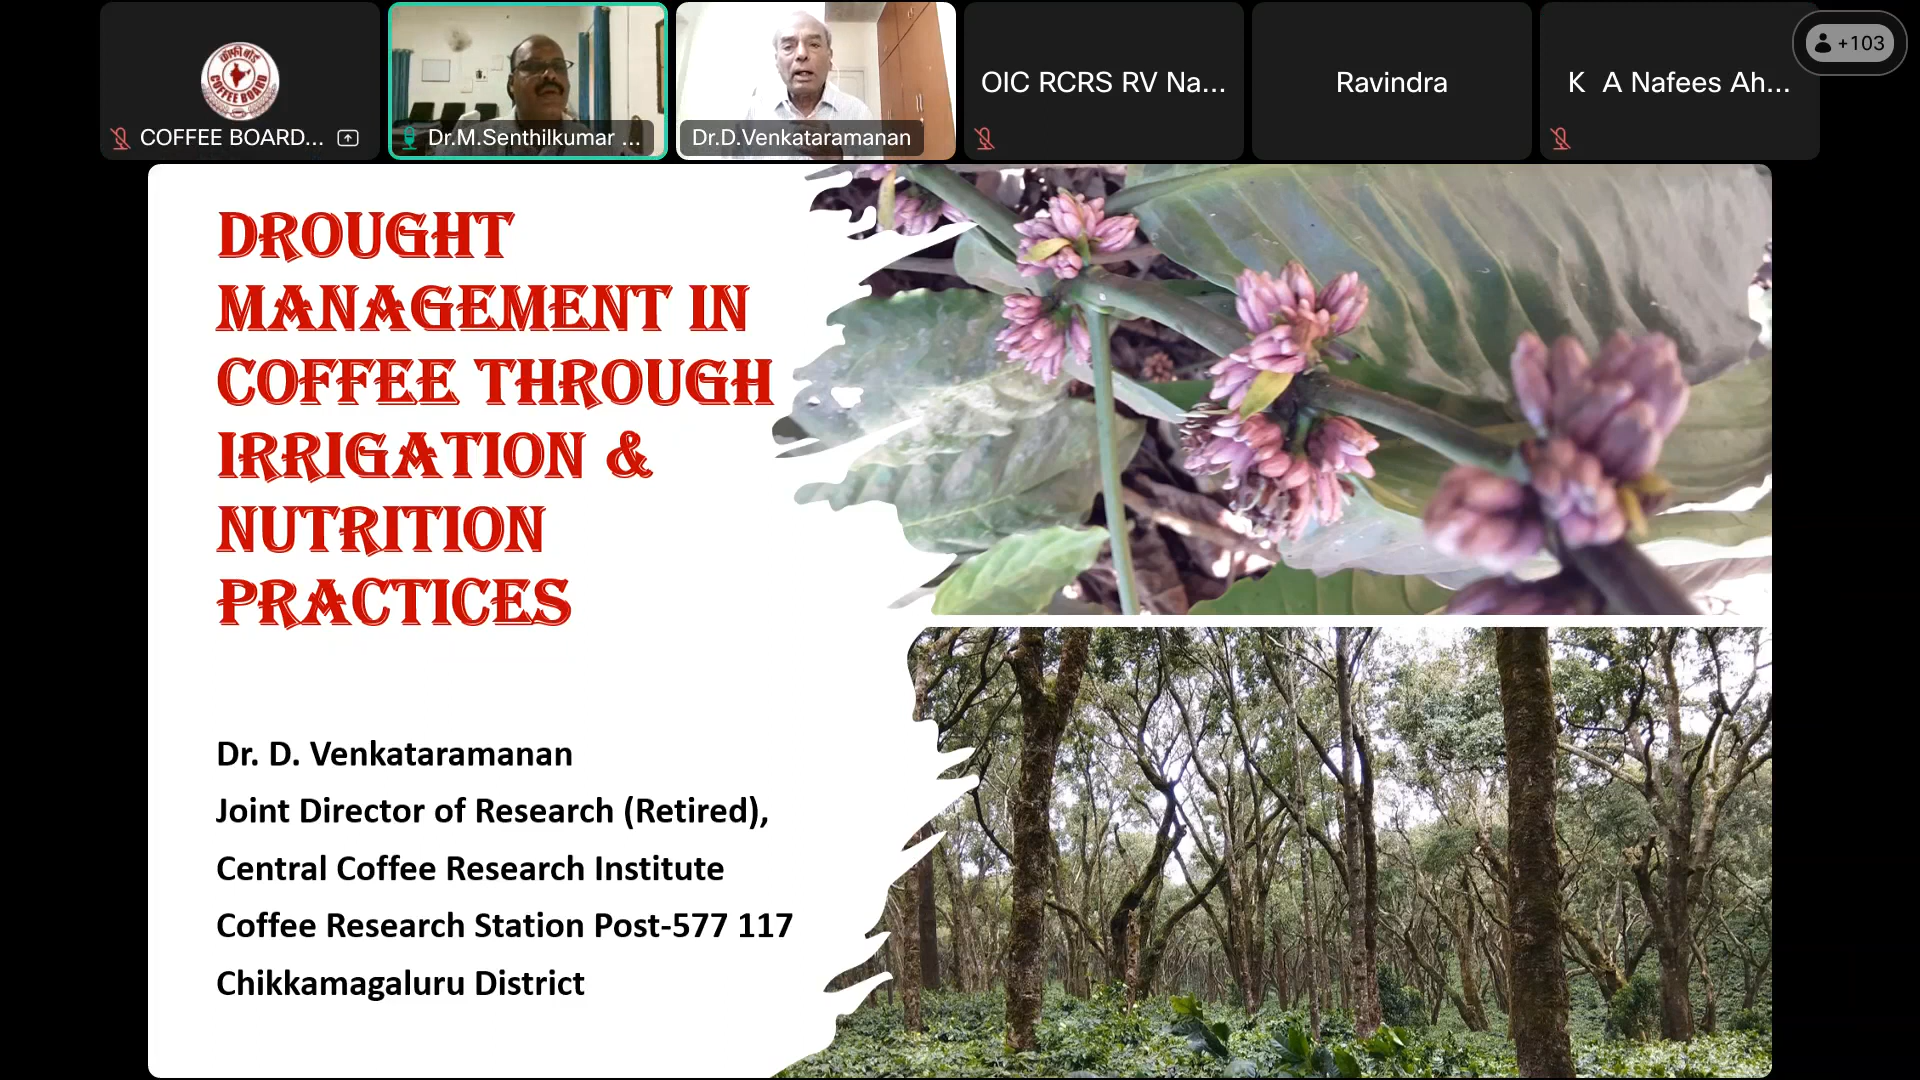 कॉफी बोर्ड
COFFEE BOARD
COFFEE BOARD...
Dr.M.Senthilkumar ...
Dr.D.Venkataramanan
OIC RCRS RV Na...
Ravindra
K A Nafees Ah...
+103
DROUGHT
MANAGEMENT IN
COFFEE THROUGH
IRRIGATION &
NUTRITION
PRACTICES
Dr. D. Venkataramanan
Joint Director of Research (Retired),
Central Coffee Research Institute
Coffee Research Station Post-577 117
Chikkamagaluru District